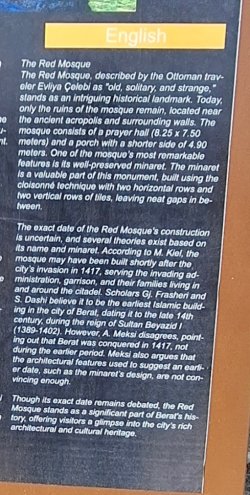 English
The Red Mosque
The Red Mosque, described by the Ottoman trav-
eler Evliya Çelebi as "old, solitary, and strange,"
stands as an intriguing historical landmark. Today,
only the ruins of the mosque remain, located near
the ancient acropolis and surrounding walls. The
mosque consists of a prayer hall (8.25 x 7.50
meters) and a porch with a shorter side of 4.90
meters. One of the mosque's most remarkable
features is its well-preserved minaret. The minaret
is a valuable part of this monument, built using the
cloisonné technique with two horizontal rows and
two vertical rows of tiles, leaving neat gaps in be-
tween.
The exact date of the Red Mosque's construction
is uncertain, and several theories exist based on
its name and minaret. According to M. Kiel, the
mosque may have been built shortly after the
city's invasion in 1417, serving the invading ad-
ministration, garrison, and their families living in
and around the citadel. Scholars Gj. Frasheri and
S. Dashi believe it to be the earliest Islamic build-
ing in the city of Berat, dating it to the late 14th
century, during the reign of Sultan Beyazid I
(1389-1402). However, A. Meksi disagrees, point-
ing out that Berat was conquered in 1417, not
during the earlier period. Meksi also argues that
the architectural features used to suggest an earli-
er date, such as the minaret's design, are not con-
vincing enough.
Though its exact date remains debated, the Red
Mosque stands as a significant part of Berat's his-
tory, offering visitors a glimpse into the city's rich
architectural and cultural heritage.